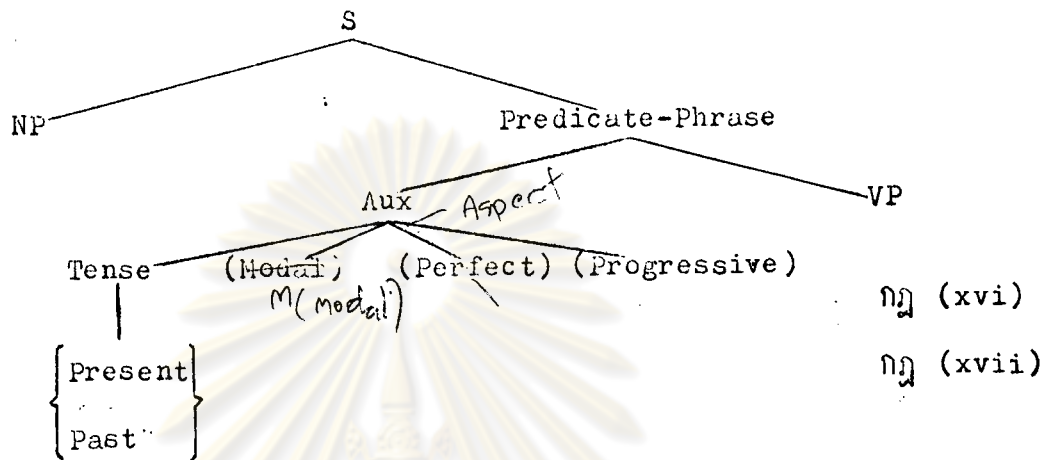 S
NP Predicate-Phrase
Aux Aspect VP
Tense (Modal; (Perfect) (Progressive)
M(modal) กฎ (xvi)
Present กฎ (xvii)
Past